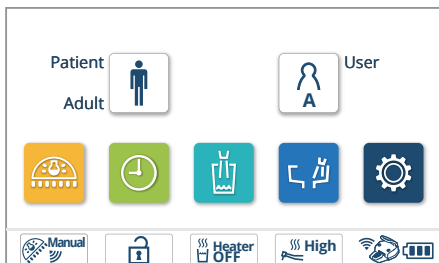 Patient
User
Adult
A
Manual
Heater
OFF
High